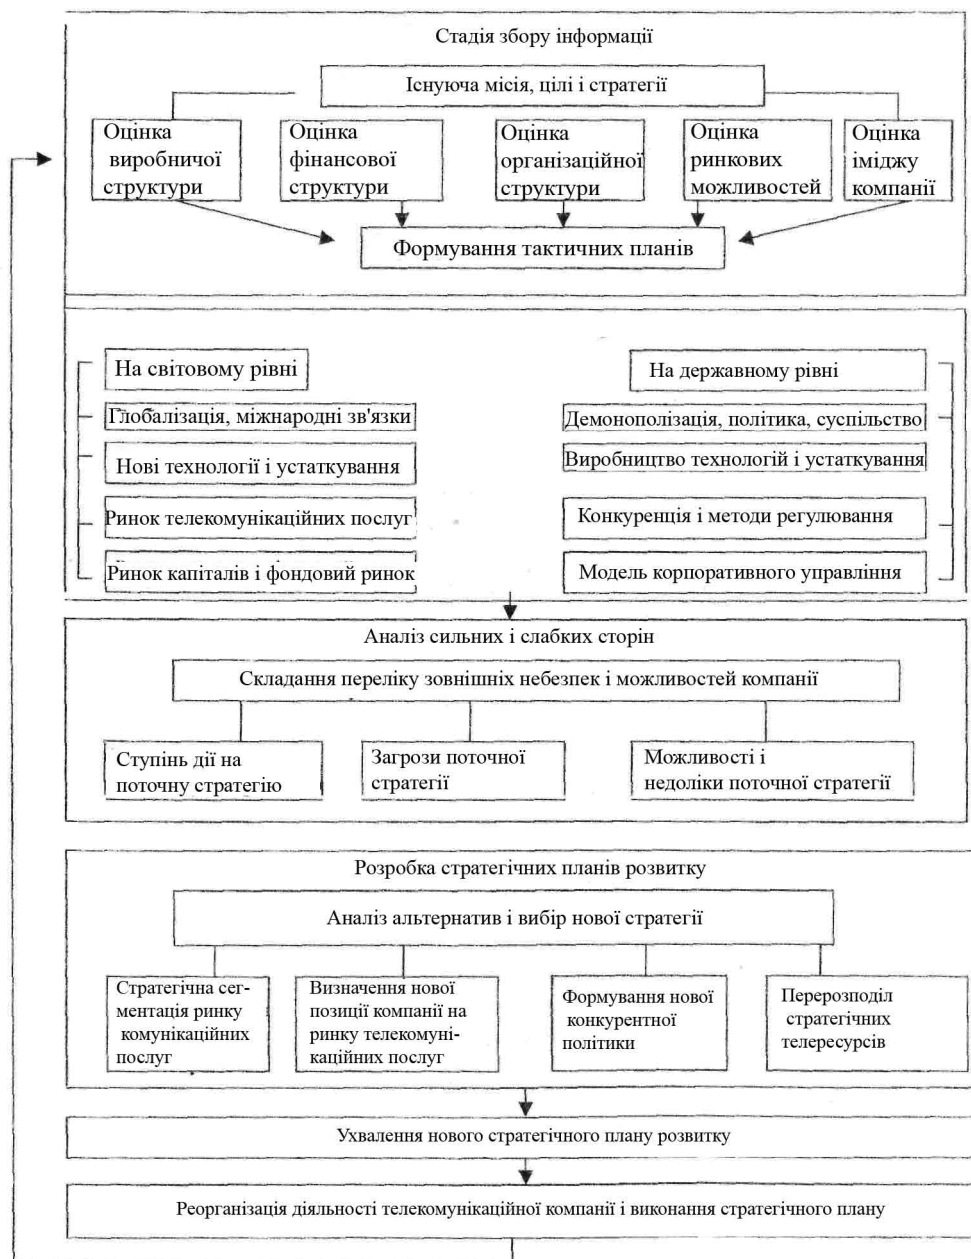 Стадія збору інформації
Існуюча місія, цілі і стратегії
Оцінка
виробничої
структури
Оцінка
фінансової
структури
Оцінка
організаційної
структури
Оцінка
ринкових
можливостей
Оцінка
іміджу
компанії
Формування тактичних планів
На світовому рівні
Глобалізація, міжнародні зв'язки
Нові технології і устаткування
Ринок телекомунікаційних послуг
Ринок капіталів і фондовий ринок
На державному рівні
Демонополізація, політика, суспільство
Виробництво технологій і устаткування
Конкуренція і методи регулювання
Модель корпоративного управління
Аналіз сильних і слабких сторін
Складання переліку зовнішніх небезпек і можливостей компанії
Ступінь дії на
поточну стратегію
Загрози поточної
стратегії
Можливості і
недоліки поточної стратегії
Розробка стратегічних планів розвитку
Аналіз альтернатив і вибір нової стратегії
Стратегічна сег-
ментація ринку
комунікаційних
послуг
Визначення нової
позиції компанії на
ринку телекомуні-
каційних послуг
Формування нової
конкурентної
політики
Перерозподіл
стратегічних
телересурсів
Ухвалення нового стратегічного плану розвитку
Реорганізація діяльності телекомунікаційної компанії і виконання стратегічного плану